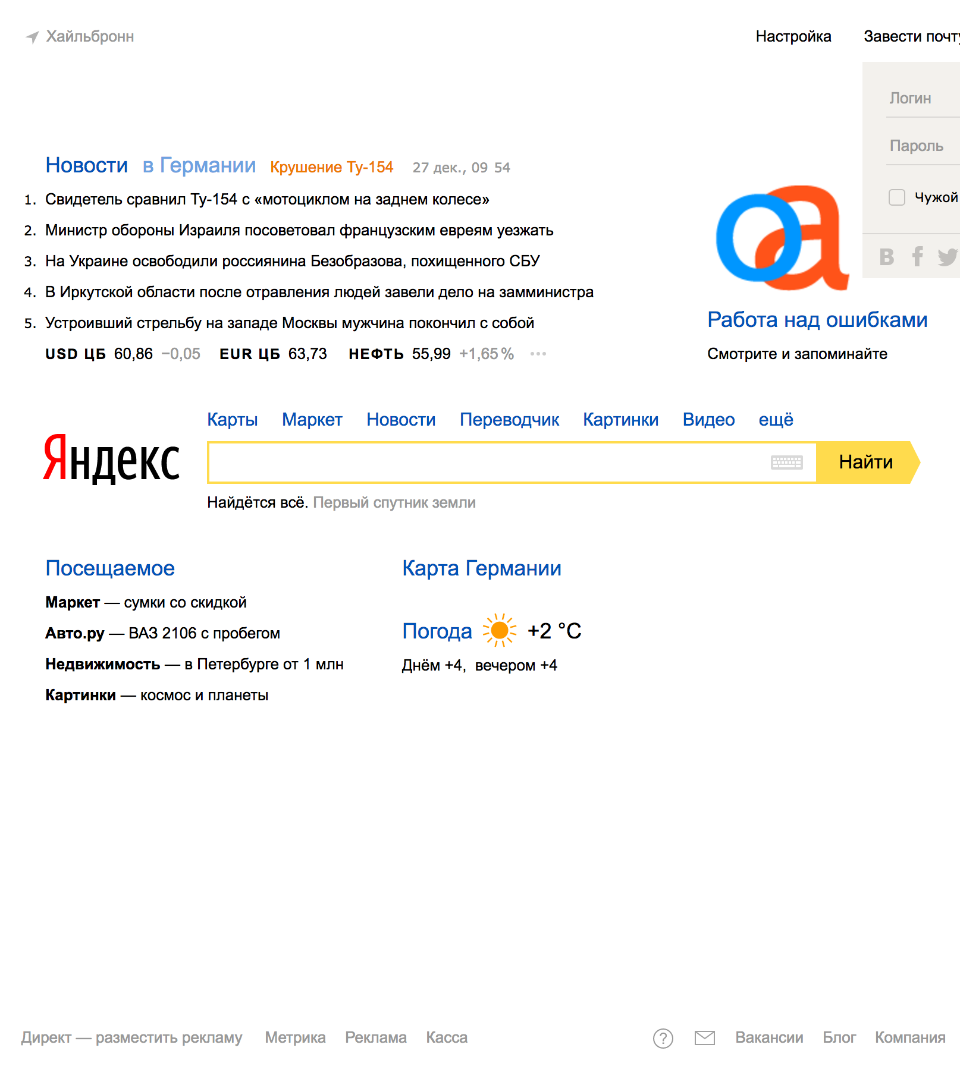 Хайльбронн
Настройка
Завести почту
Логин
Пароль
Чужой
Новости в Германии Крушение Ту-154 27 дек., 09 54
1. Свидетель сравнил Ту-154 с «мотоциклом на заднем колесе»
2. Министр обороны Израиля посоветовал французским евреям уезжать
3. На Украине освободили россиянина Безобразова, похищенного СБУ
4. В Иркутской области после отравления людей завели дело на замминистра
5. Устроивший стрельбу на западе Москвы мужчина покончил с собой
USD ЦБ 60,86 −0,05 EUR ЦБ 63,73 НЕФТЬ 55,99 +1,65 %
оа
Работа над ошибками
Смотрите и запоминайте
Карты Маркет Новости Переводчик Картинки Видео ещё
Яндекс
Найти
Найдётся всё. Первый спутник земли
Посещаемое
Маркет — сумки со скидкой
Авто.ру — ВАЗ 2106 с пробегом
Недвижимость — в Петербурге от 1 млн
Картинки — космос и планеты
Карта Германии
Погода +2 °C
Днём +4, вечером +4
Директ — разместить рекламу Метрика Реклама Касса
? Вакансии Блог Компания